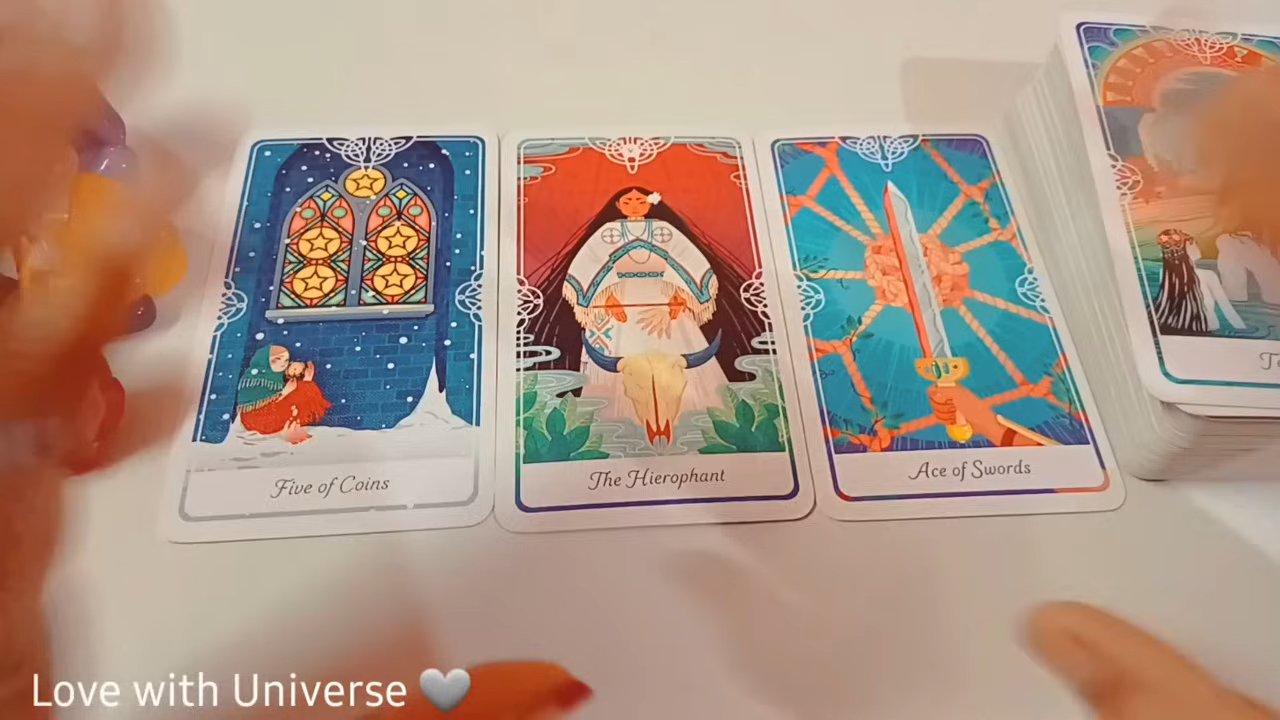 Five of Coins
The Hierophant
Ace of Swords
Love with Universe 🤍